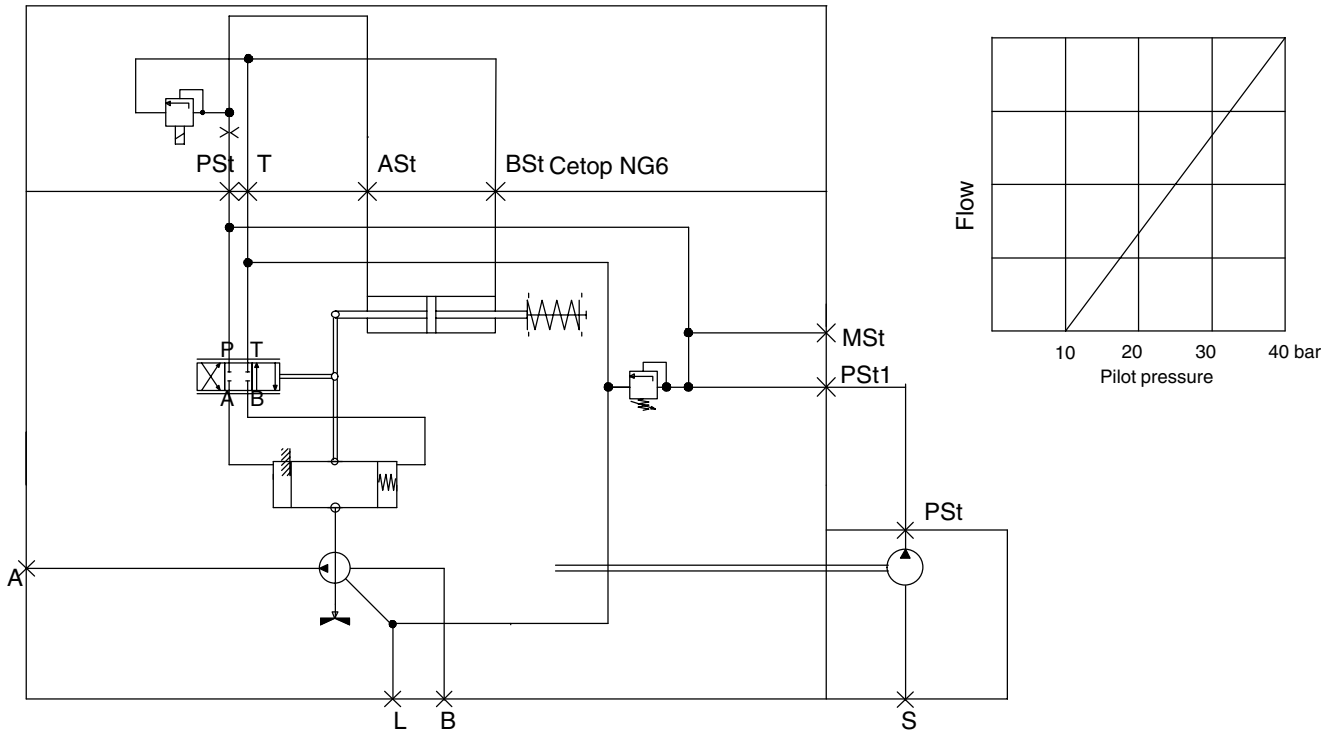 PSt T ASt BSt Cetop NG6
P T
A B
MSt
PSt1
PSt
A
L B S
Flow
10 20 30 40 bar
Pilot pressure